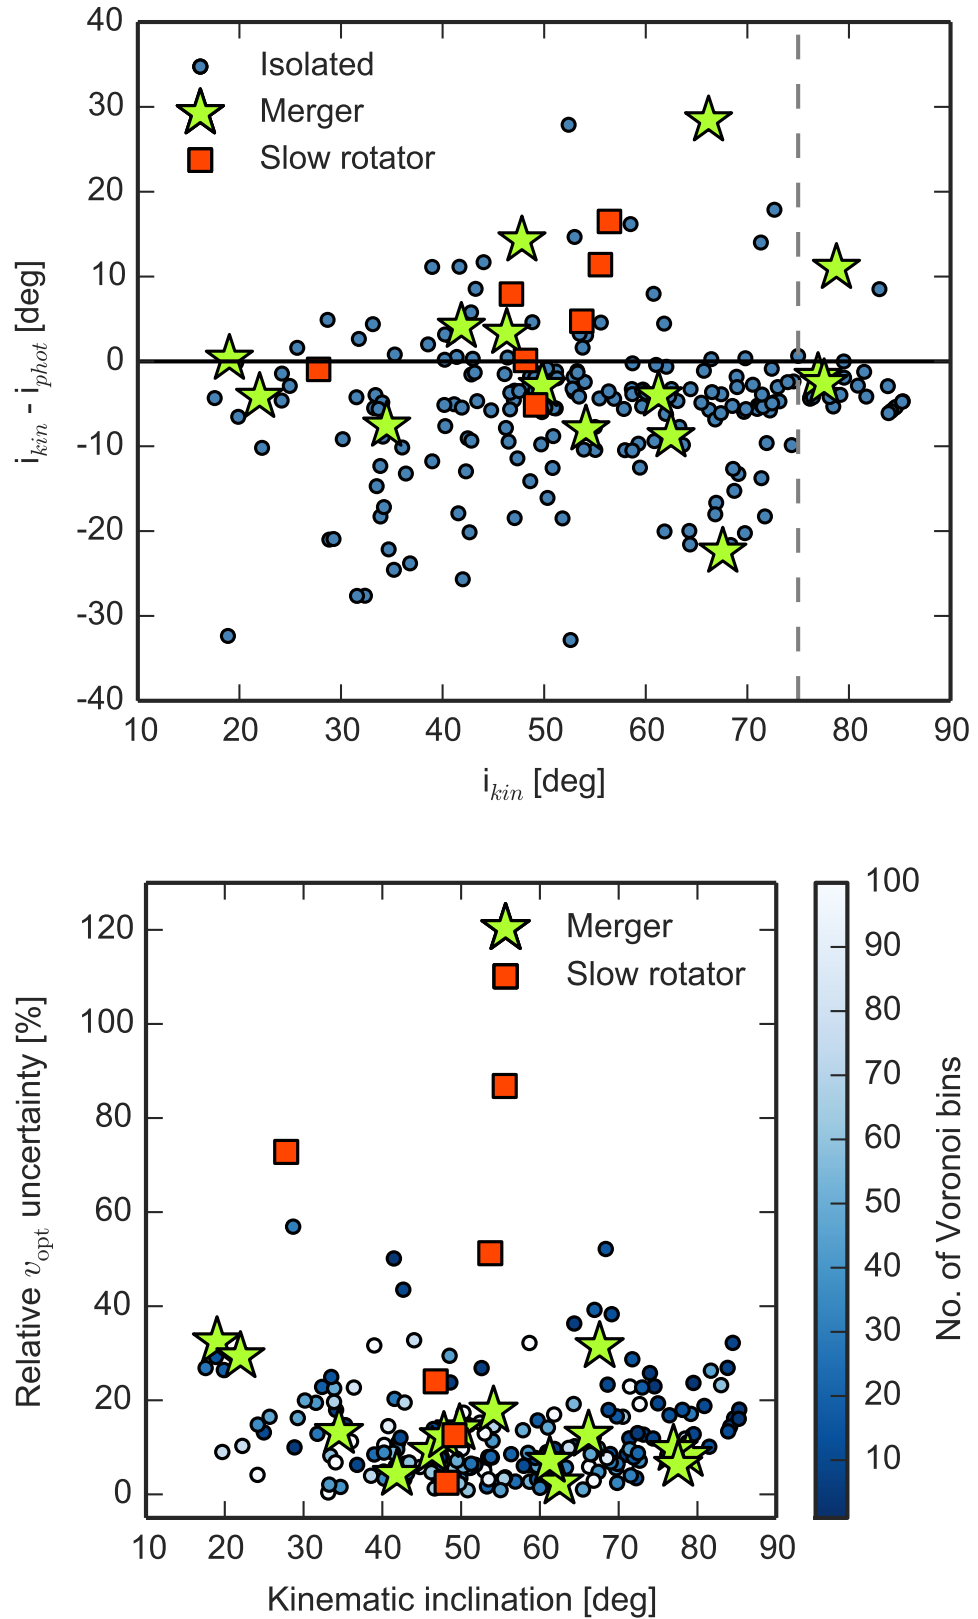 40
30
20
10
0
-10
-20
-30
-40
i_kin - i_phot [deg]
Isolated
Merger
Slow rotator
10 20 30 40 50 60 70 80 90
i_kin [deg]
120
100
80
60
40
20
0
Relative v_opt uncertainty [%]
Merger
Slow rotator
10 20 30 40 50 60 70 80 90
Kinematic inclination [deg]
100
90
80
70
60
50
40
30
20
10
No. of Voronoi bins